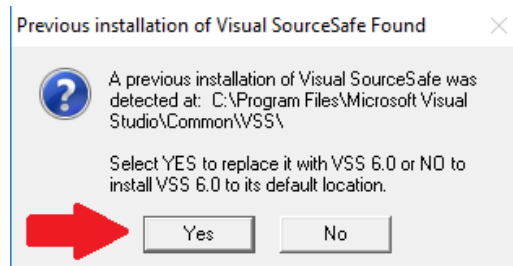 Previous installation of Visual SourceSafe Found
A previous installation of Visual SourceSafe was
detected at:  C:\Program Files\Microsoft Visual
Studio\Common\VSS\
Select YES to replace it with VSS 6.0 or NO to
install VSS 6.0 to its default location.
Yes
No